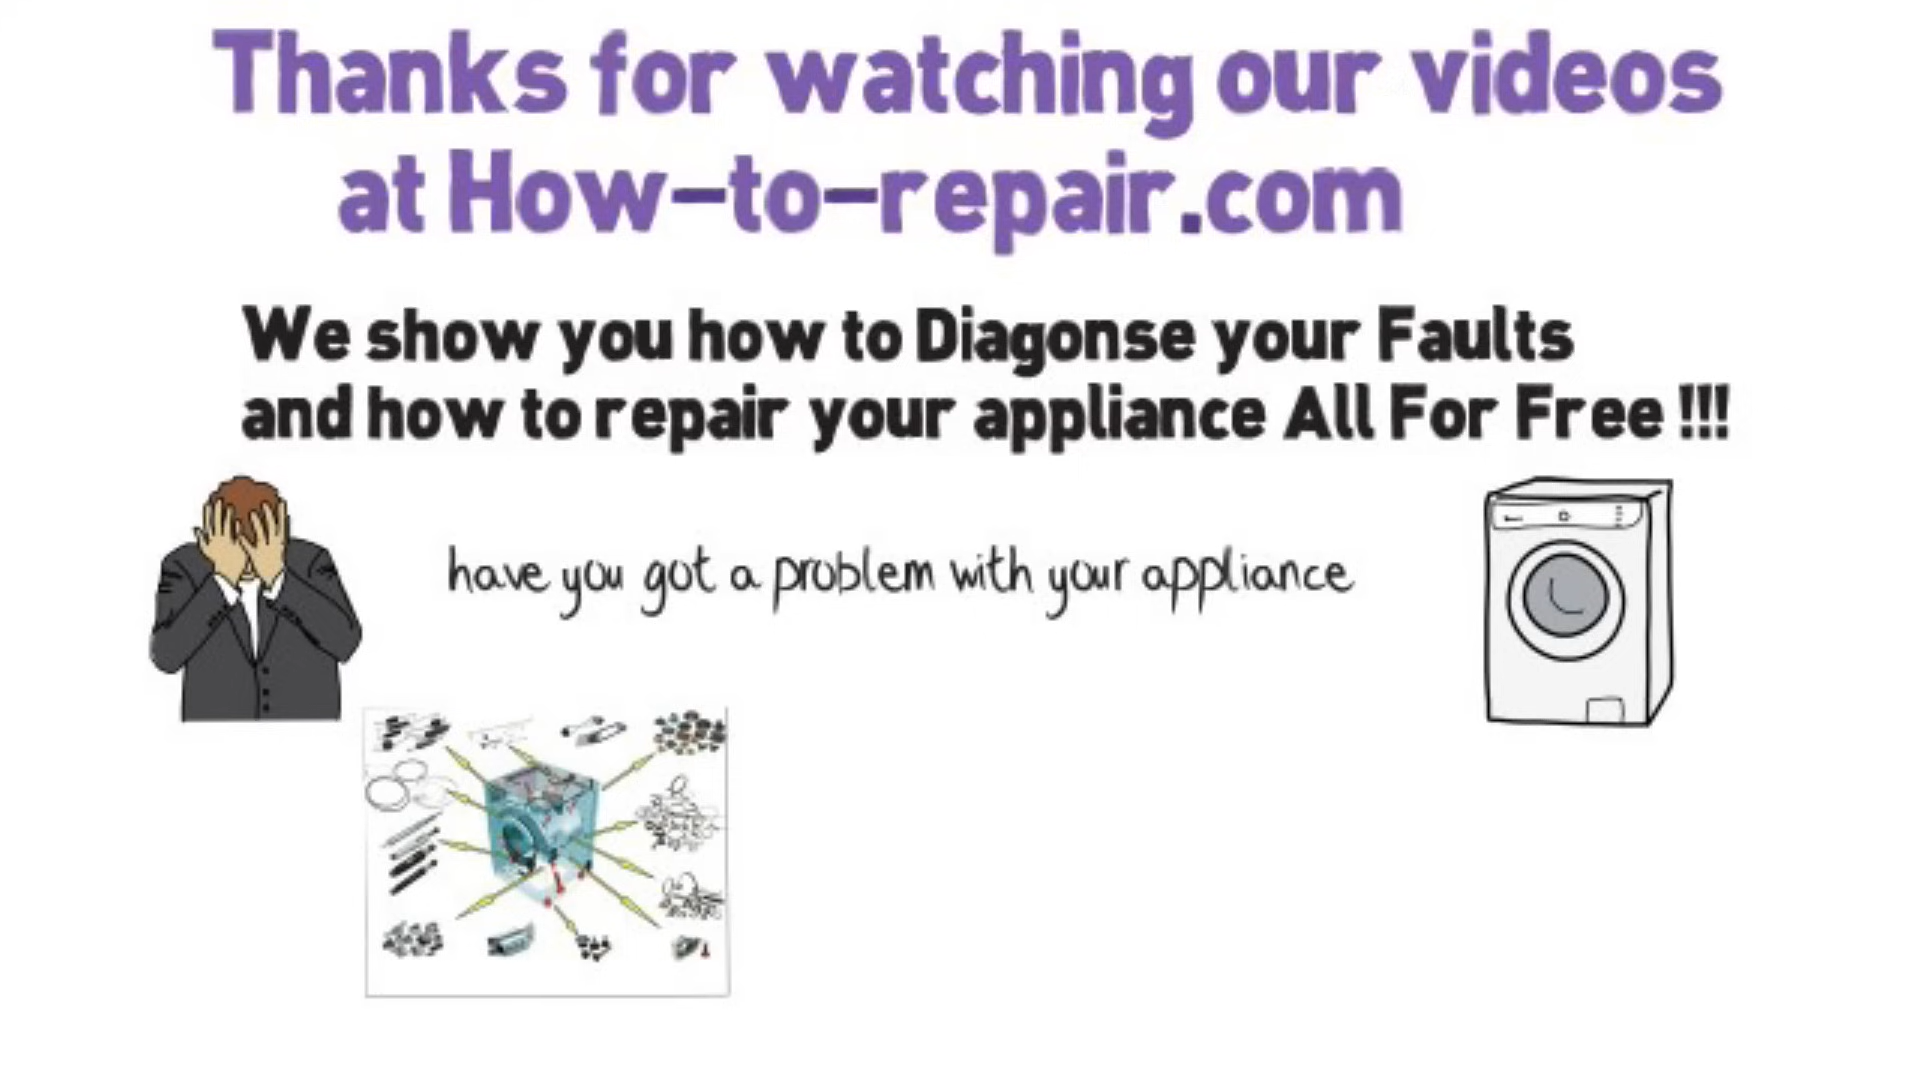 Thanks for watching our videos
at How-to-repair.com
We show you how to Diagonse your Faults
and how to repair your appliance All For Free !!!
have you got a problem with your appliance